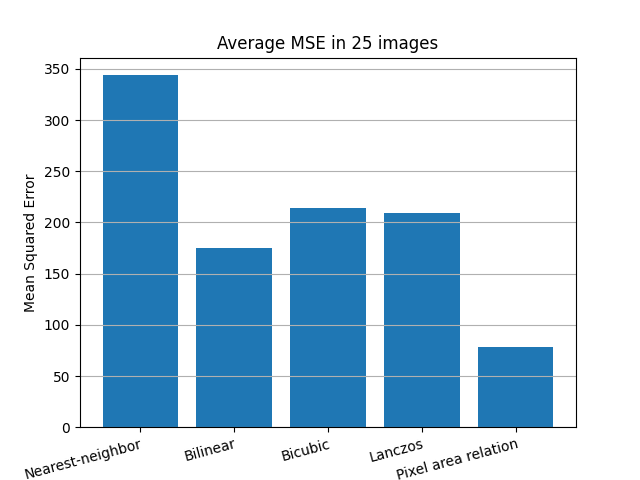 Average MSE in 25 images
Mean Squared Error
350
300
250
200
150
100
50
0
Nearest-neighbor
Bilinear
Bicubic
Lanczos
Pixel area relation